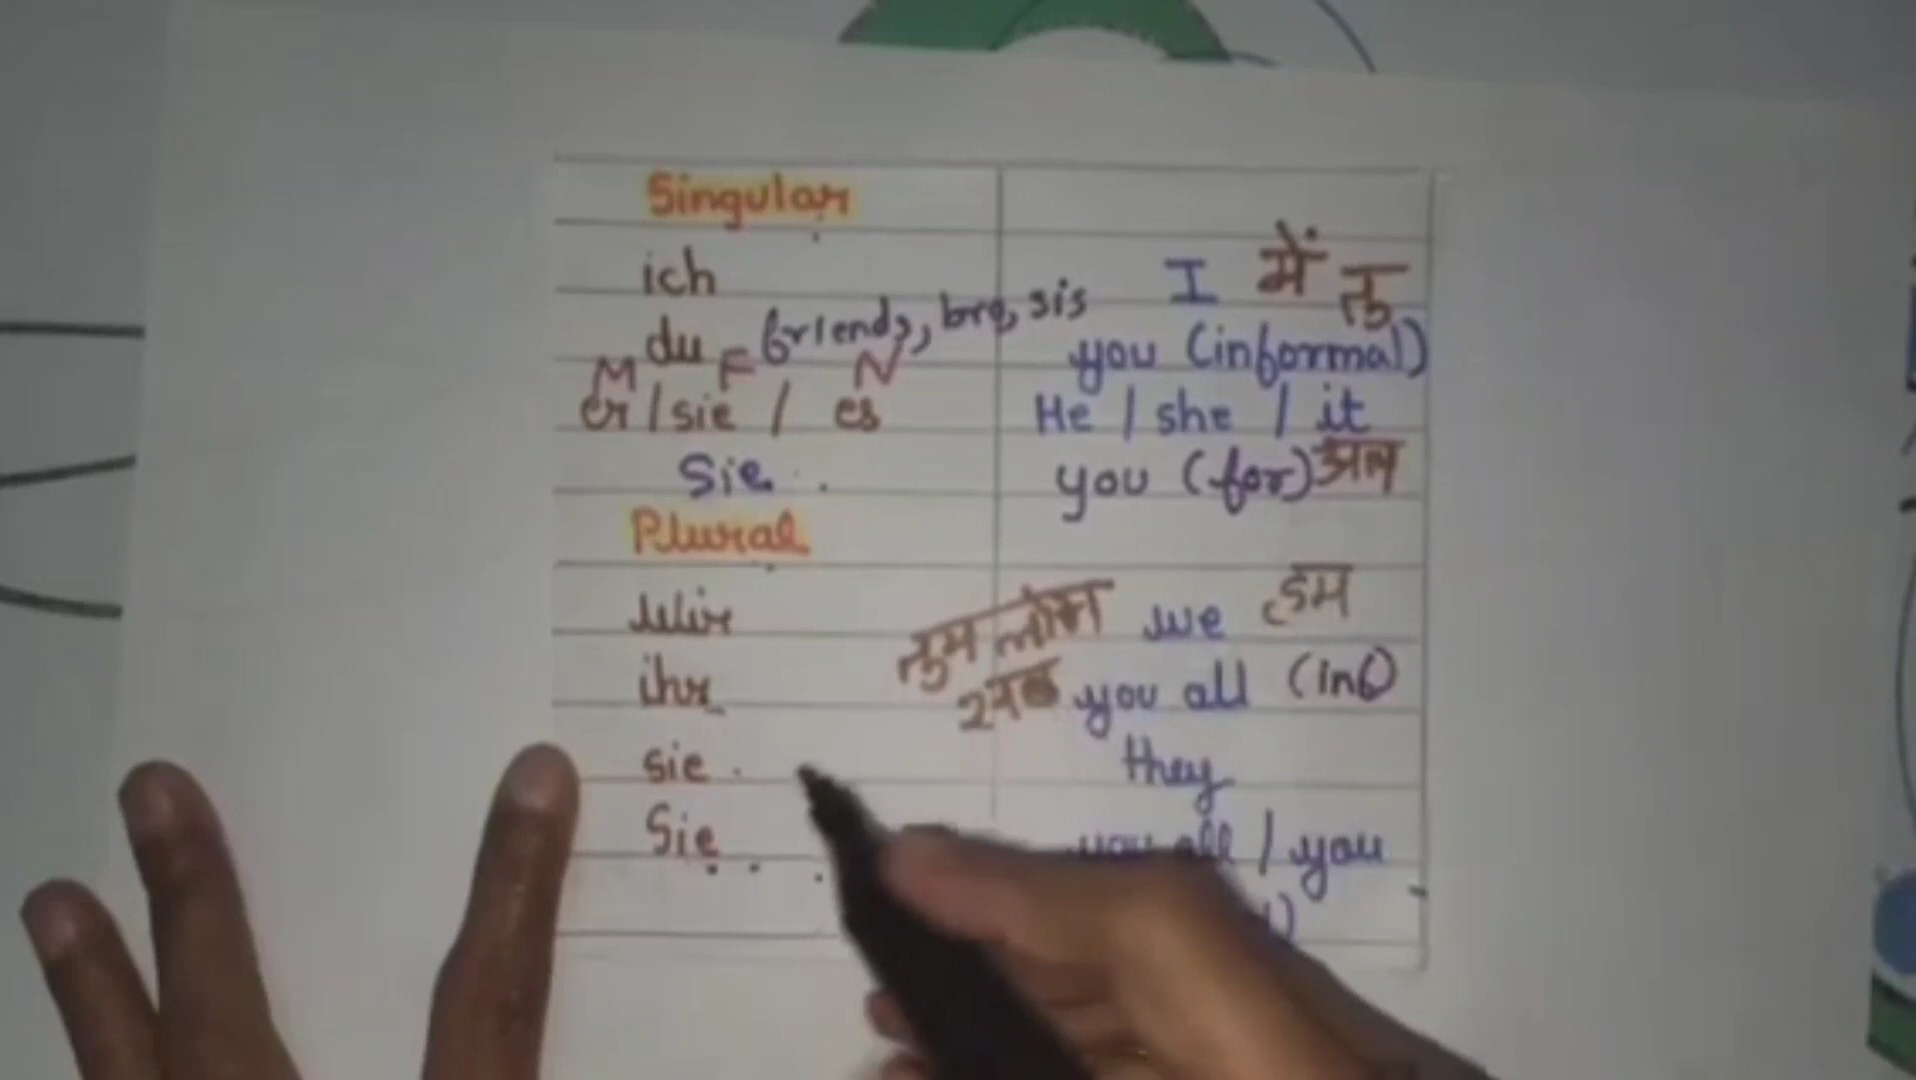 Singular
ich I में तु
du friends, bro, sis you (informal)
M F N
er / sie / es He / she / it
Sie you (for)
Plural
wir we हम
ihr तुम लोग you all (inf)
sie they
Sie you all / you